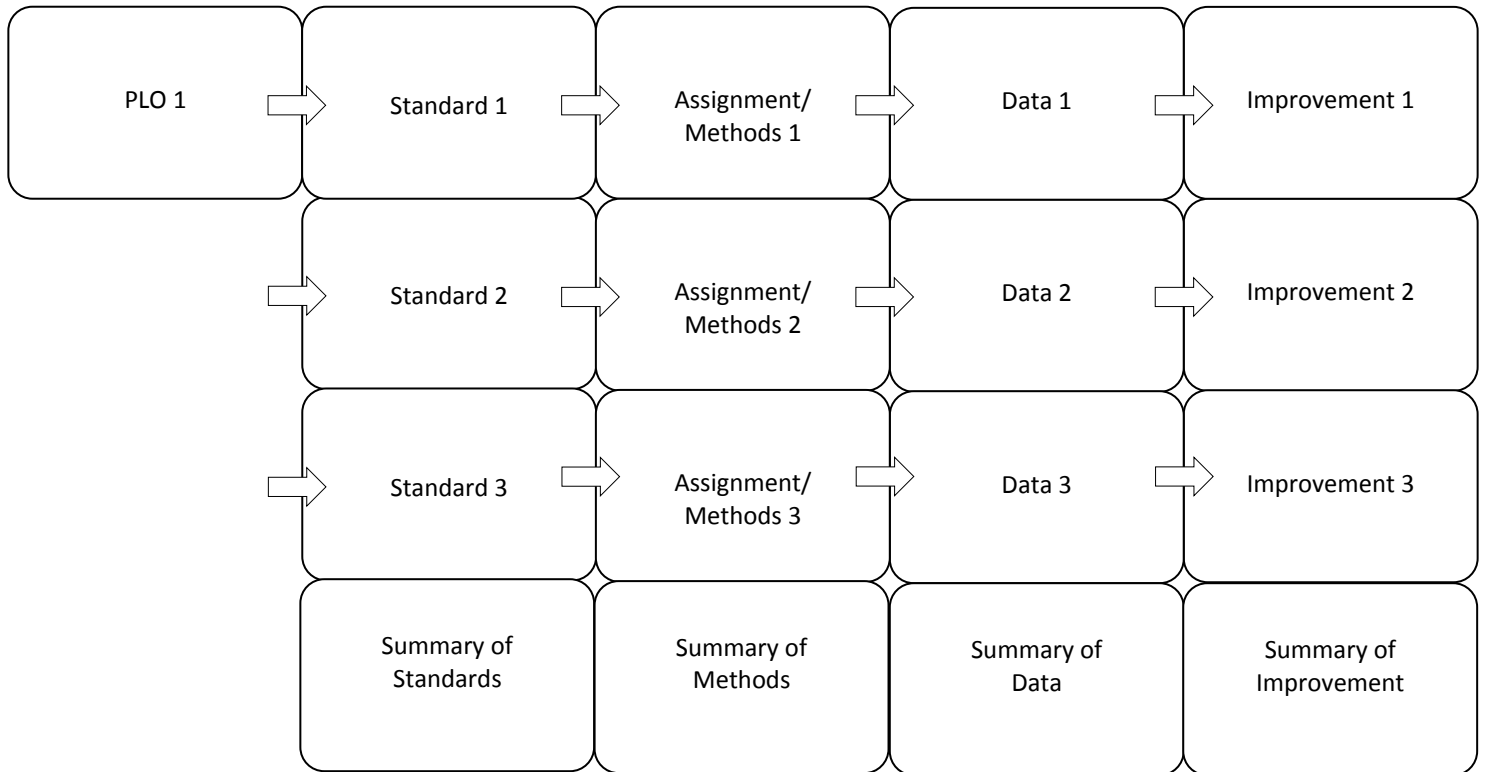 PLO 1
Standard 1
Assignment/
Methods 1
Data 1
Improvement 1
Standard 2
Assignment/
Methods 2
Data 2
Improvement 2
Standard 3
Assignment/
Methods 3
Data 3
Improvement 3
Summary of
Standards
Summary of
Methods
Summary of
Data
Summary of
Improvement